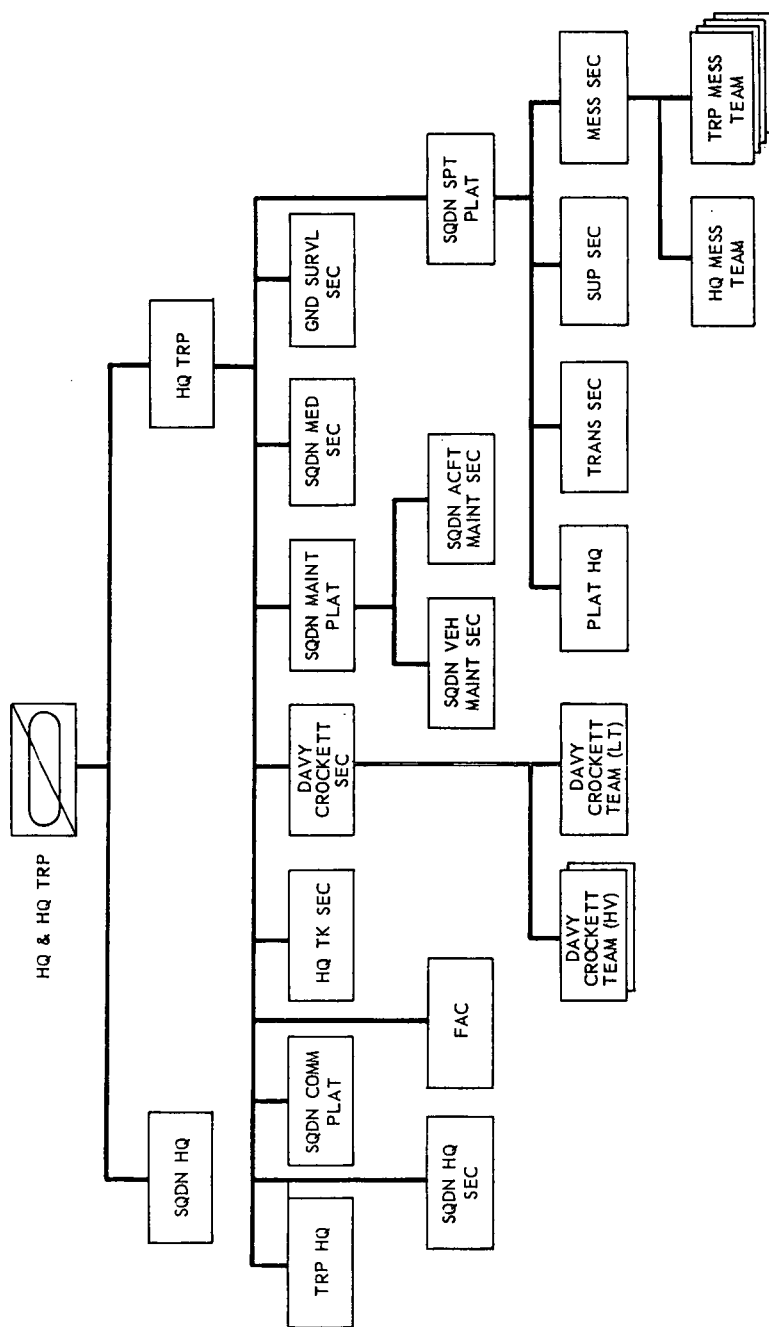 HQ & HQ TRP
SQDN HQ
HQ TRP
TRP HQ
SQDN COMM
PLAT
HQ TK SEC
DAVY
CROCKETT
SEC
SQDN MAINT
PLAT
SQDN MED
SEC
GND SURVL
SEC
SQDN HQ
SEC
FAC
SQDN VEH
MAINT SEC
SQDN ACFT
MAINT SEC
SQDN SPT
PLAT
DAVY
CROCKETT
TEAM (HV)
DAVY
CROCKETT
TEAM (LT)
PLAT HQ
TRANS SEC
SUP SEC
MESS SEC
HQ MESS
TEAM
TRP MESS
TEAM